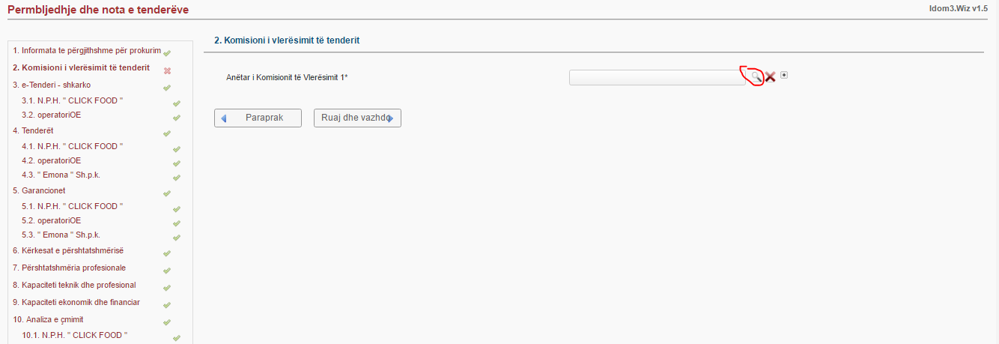 Permbljedhje dhe nota e tenderëve
Idom3.Wiz v1.5
1. Informata te përgjithshme për prokurim
2. Komisioni i vlerësimit të tenderit
3. e-Tenderi - shkarko
3.1. N.P.H. " CLICK FOOD "
3.2. operatoriOE
4. Tenderët
4.1. N.P.H. " CLICK FOOD "
4.2. operatoriOE
4.3. " Emona " Sh.p.k.
5. Garancionet
5.1. N.P.H. " CLICK FOOD "
5.2. operatoriOE
5.3. " Emona " Sh.p.k.
6. Kërkesat e përshtatshmërisë
7. Përshtatshmëria profesionale
8. Kapaciteti teknik dhe profesional
9. Kapaciteti ekonomik dhe financiar
10. Analiza e çmimit
10.1. N.P.H. " CLICK FOOD "
2. Komisioni i vlerësimit të tenderit
Anëtar i Komisionit të Vlerësimit 1*
Paraprak
Ruaj dhe vazhdo